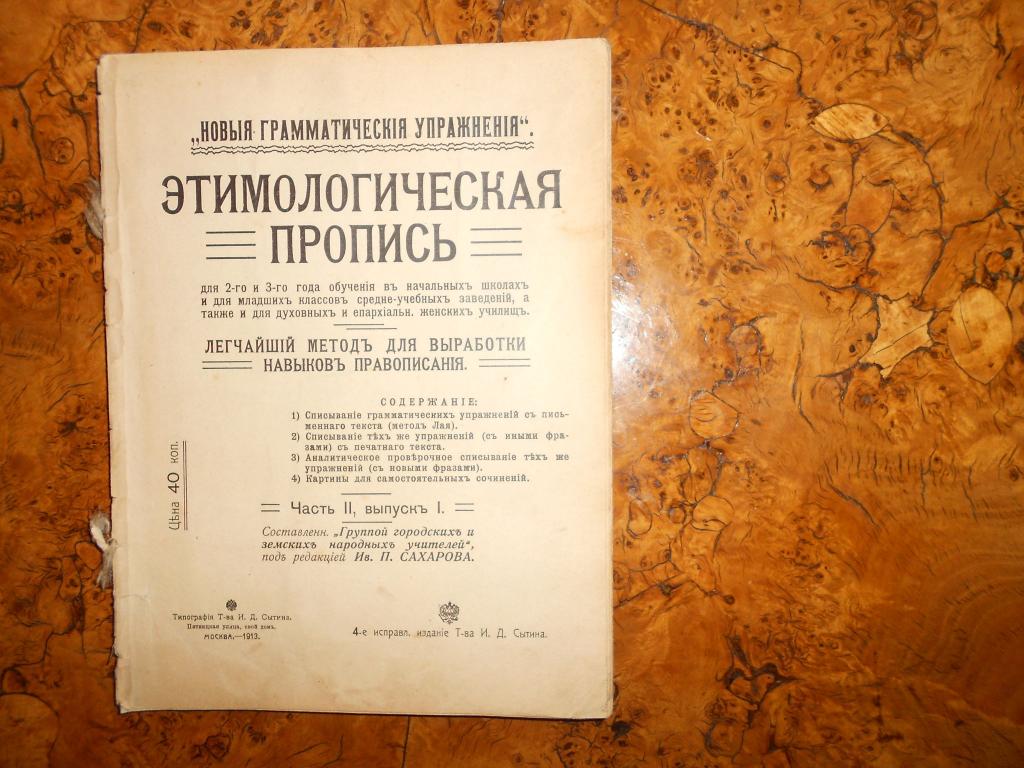 „НОВЫЯ ГРАММАТИЧЕСКІЯ УПРАЖНЕНІЯ“.
ЭТИМОЛОГИЧЕСКАЯ
ПРОПИСЬ
для 2-го и 3-го года обученія въ начальныхъ школахъ
и для младшихъ классовъ средне-учебныхъ заведеній, а
также и для духовныхъ и епархіальн. женскихъ училищъ.
ЛЕГЧАЙШІЙ МЕТОДЪ ДЛЯ ВЫРАБОТКИ
НАВЫКОВЪ ПРАВОПИСАНІЯ.
СОДЕРЖАНІЕ:
1) Списываніе грамматическихъ упражненій съ пись-
меннаго текста (методъ Лая).
2) Списываніе тѣхъ же упражненій (съ иными фра-
зами) съ печатнаго текста.
3) Аналитическое провѣрочное списываніе тѣхъ же
упражненій (съ новыми фразами).
4) Картины для самостоятельныхъ сочиненій.
Цѣна 40 коп.
Часть II, выпускъ I.
Составленн. „Группой городскихъ и
земскихъ народныхъ учителей“,
подъ редакціей Ив. П. САХАРОВА.
Типографія Т-ва И. Д. Сытина.
Пятницкая улица, свой домъ.
МОСКВА.—1913.
4-е исправл. изданіе Т-ва И. Д. Сытина.